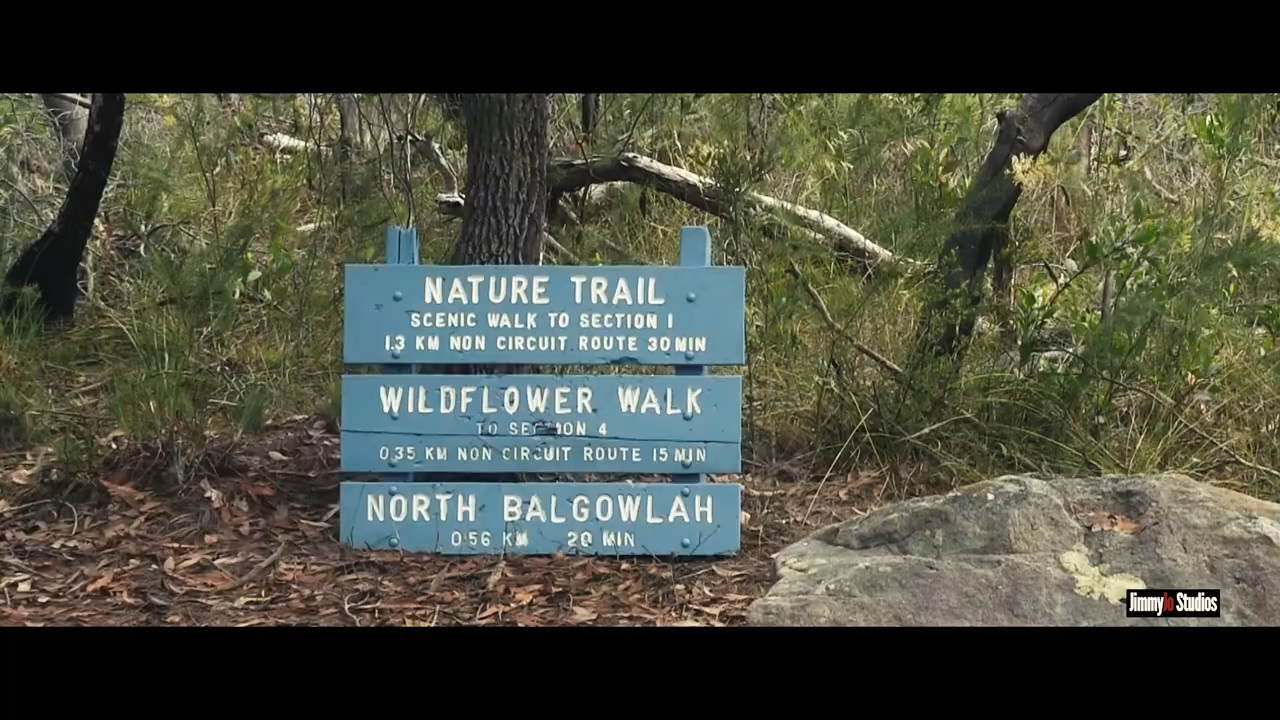 NATURE TRAIL
SCENIC WALK TO SECTION 1
1.3 KM NON CIRCUIT ROUTE 30 MIN
WILDFLOWER WALK
TO SECTION 4
0.35 KM NON CIRCUIT ROUTE 15 MIN
NORTH BALGOWLAH
0.56 KM 20 MIN
JimmyJo Studios